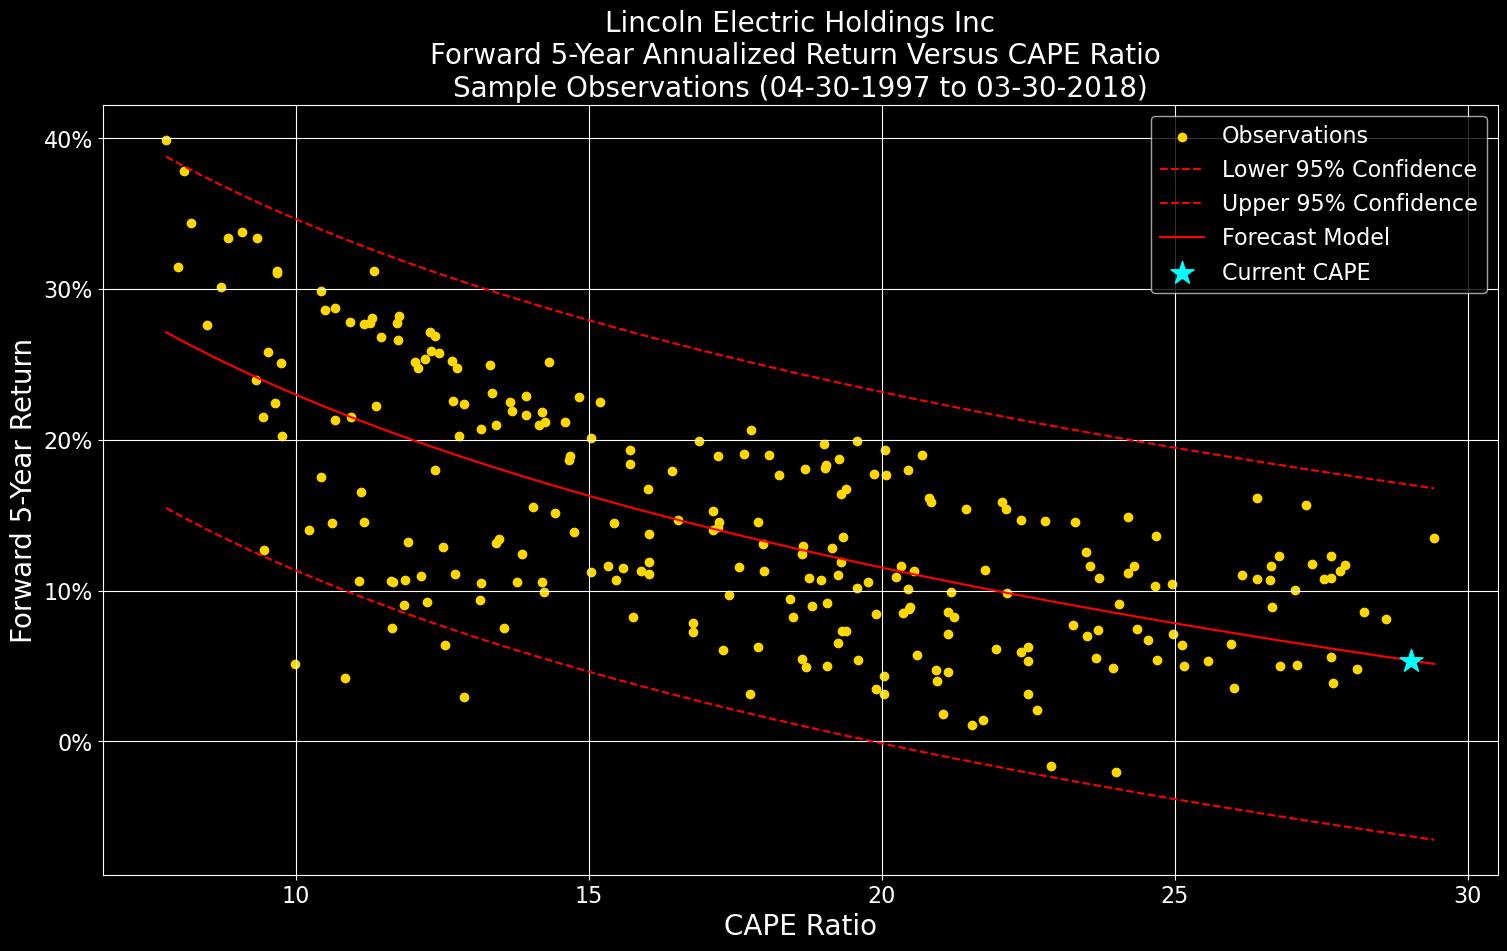 Lincoln Electric Holdings Inc
Forward 5-Year Annualized Return Versus CAPE Ratio
Sample Observations (04-30-1997 to 03-30-2018)
Observations
Lower 95% Confidence
Upper 95% Confidence
Forecast Model
Current CAPE
Forward 5-Year Return
40%
30%
20%
10%
0%
10
15
20
25
30
CAPE Ratio